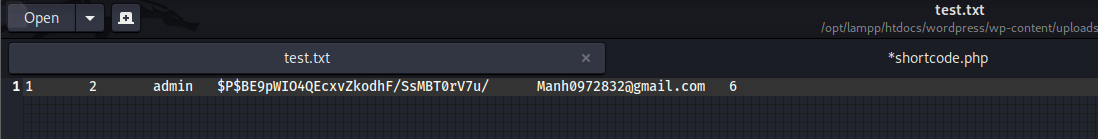 Open
test.txt
/opt/lampp/htdocs/wordpress/wp-content/uploads
test.txt × *shortcode.php
1 1 2 admin $P$BE9pWIO4QEcxvZkodhF/SsMBT0rV7u/ Manh0972832@gmail.com 6